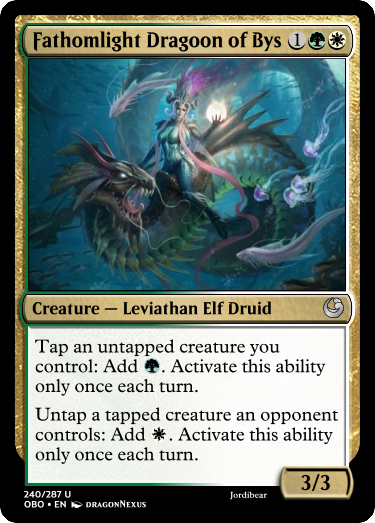 Fathomlight Dragoon of Bys 1
Creature — Leviathan Elf Druid
Tap an untapped creature you
control: Add . Activate this ability
only once each turn.
Untap a tapped creature an opponent
controls: Add . Activate this ability
only once each turn.
3/3
240/287 U
OBO • EN DRAGONNEXUS
Jordibear